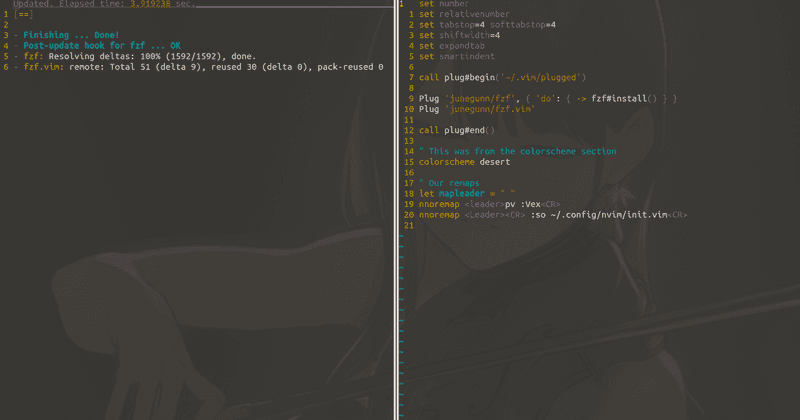 Updated. Elapsed time: 3.919238 sec.
1 [==]
2
3 - Finishing ... Done!
4 - Post-update hook for fzf ... OK
5 - fzf: Resolving deltas: 100% (1592/1592), done.
6 - fzf.vim: remote: Total 51 (delta 9), reused 30 (delta 0), pack-reused 0
1 set number
1 set relativenumber
2 set tabstop=4 softtabstop=4
3 set shiftwidth=4
4 set expandtab
5 set smartindent
6
7 call plug#begin('~/.vim/plugged')
8
9 Plug 'junegunn/fzf', { 'do': { -> fzf#install() } }
10 Plug 'junegunn/fzf.vim'
11
12 call plug#end()
13
14 " This was from the colorscheme section
15 colorscheme desert
16
17 " Our remaps
18 let mapleader = " "
19 nnoremap <leader>pv :Vex<CR>
20 nnoremap <Leader><CR> :so ~/.config/nvim/init.vim<CR>
21